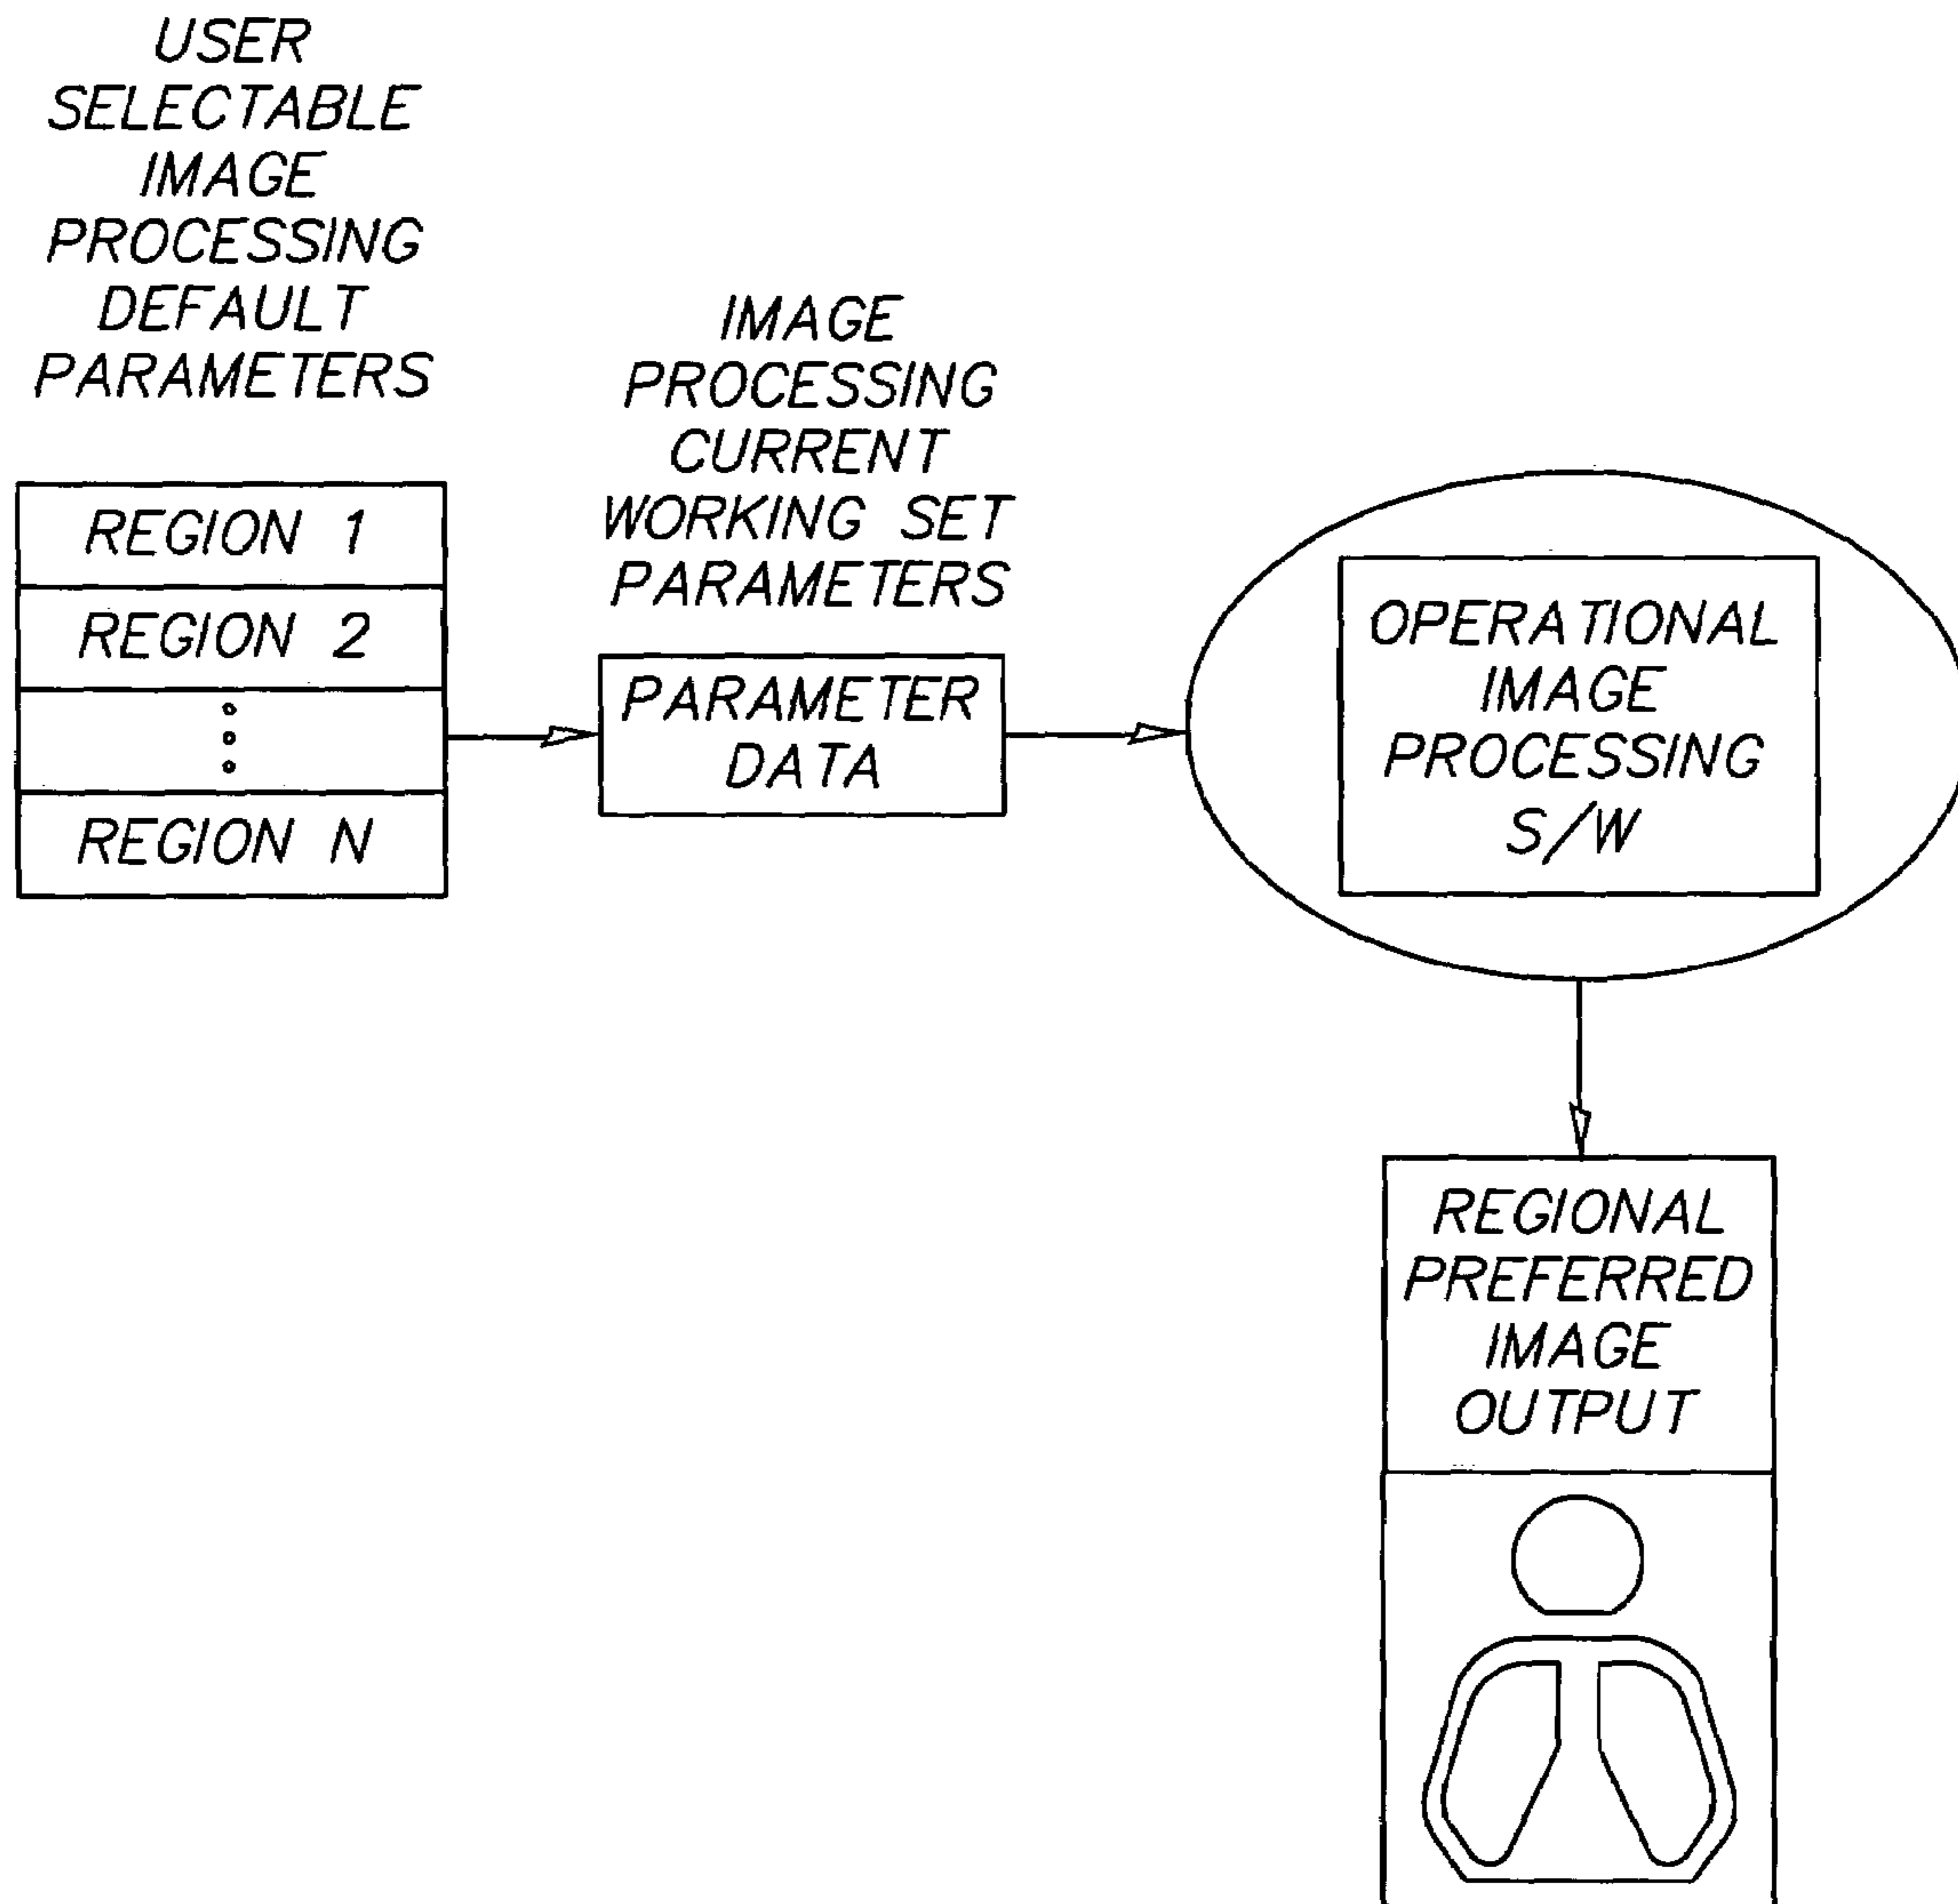 USER
SELECTABLE
IMAGE
PROCESSING
DEFAULT
PARAMETERS
REGION 1
REGION 2
REGION N
IMAGE
PROCESSING
CURRENT
WORKING SET
PARAMETERS
PARAMETER
DATA
OPERATIONAL
IMAGE
PROCESSING
S/W
REGIONAL
PREFERRED
IMAGE
OUTPUT